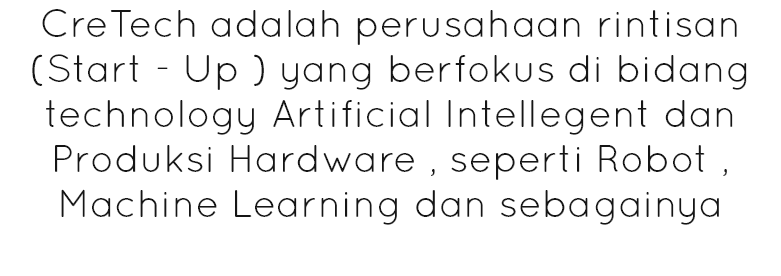 CreTech adalah perusahaan rintisan
(Start - Up ) yang berfokus di bidang
technology Artificial Intellegent dan
Produksi Hardware , seperti Robot ,
Machine Learning dan sebagainya